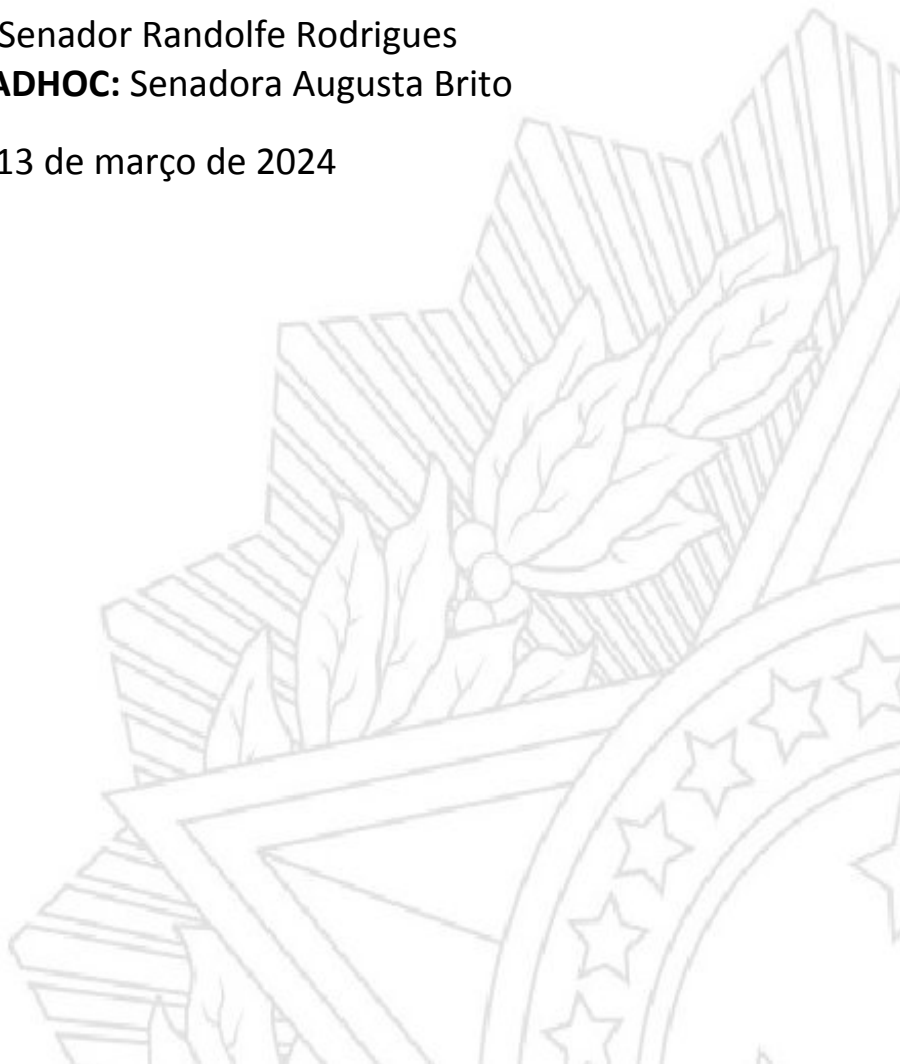 Senador Randolfe Rodrigues
ADHOC: Senadora Augusta Brito
13 de março de 2024